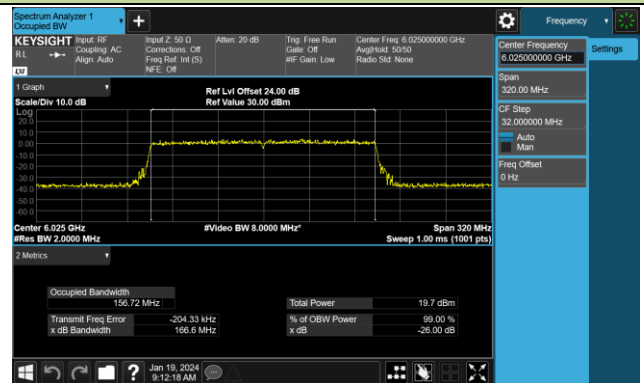 Spectrum Analyzer 1
Occupied BW
Frequency
KEYSIGHT
RL
LXI
Input: RF
Coupling: AC
Align: Auto
Input Z: 50 Ω
Corrections: Off
Freq Ref: Int (S)
NFE: Off
Atten: 20 dB
Trig: Free Run
Gate: Off
#IF Gain: Low
Center Freq: 6.025000000 GHz
Avg|Hold: 50/50
Radio Std: None
Center Frequency
6.025000000 GHz
Settings
Span
320.00 MHz
CF Step
32.000000 MHz
Auto
Man
Freq Offset
0 Hz
1 Graph
Scale/Div 10.0 dB
Ref Lvl Offset 24.00 dB
Ref Value 30.00 dBm
Log
20.0
10.0
0.00
-10.0
-20.0
-30.0
-40.0
-50.0
-60.0
Center 6.025 GHz
#Video BW 8.0000 MHz*
Span 320 MHz
#Res BW 2.0000 MHz
Sweep 1.00 ms (1001 pts)
2 Metrics
Occupied Bandwidth
156.72 MHz
Total Power 19.7 dBm
Transmit Freq Error -204.33 kHz
% of OBW Power 99.00 %
x dB Bandwidth 166.6 MHz
x dB -26.00 dB
?
Jan 19, 2024
9:12:18 AM